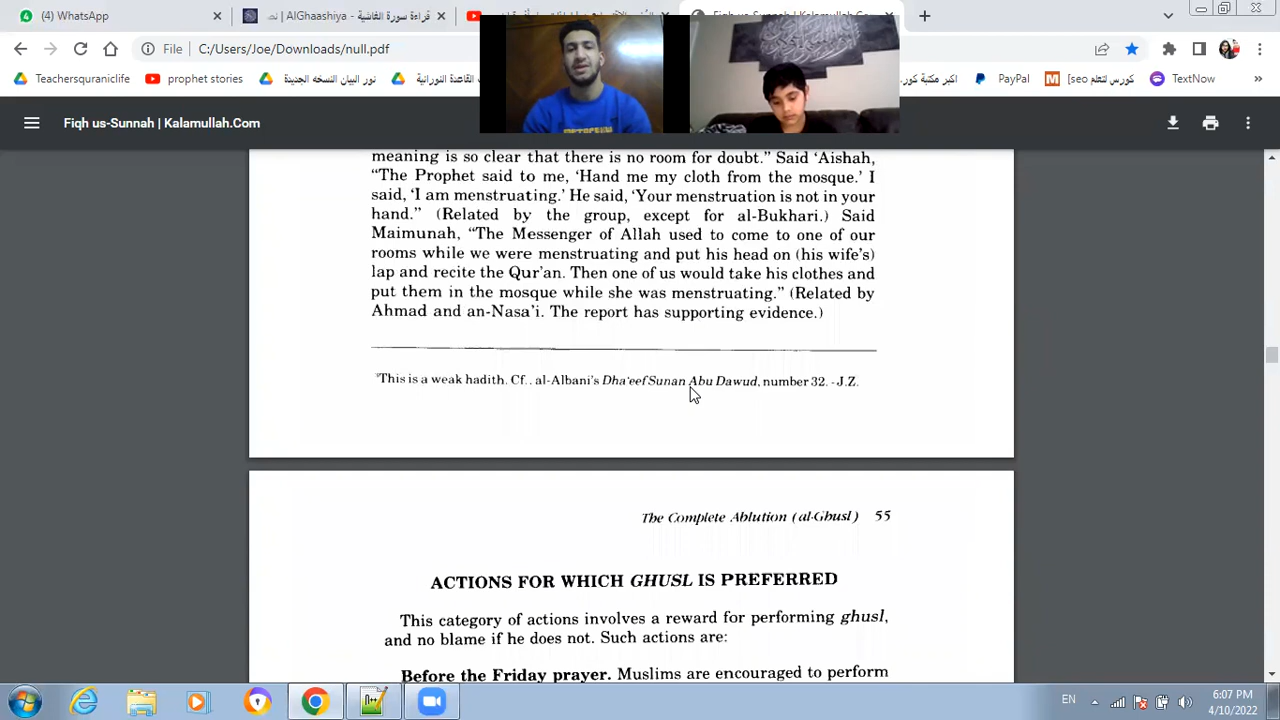 (4) WhatsApp
AlGhaashiya
قراءة سورة الغاشية
File
C:/Users/Joe/Downloads/null.pdf
Teachersquraniclife
prophet stories
نور البيان النسخه الجديدة
PayPal
كورس لتعلم seo]
TextNow
Fiqh us-Sunnah | Kalamullah.Com
meaning is so clear that there is no room for doubt.” Said ‘Aishah,
“The Prophet said to me, ‘Hand me my cloth from the mosque.’ I
said, ‘I am menstruating.’ He said, ‘Your menstruation is not in your
hand.” (Related by the group, except for al-Bukhari.) Said
Maimunah, “The Messenger of Allah used to come to one of our
rooms while we were menstruating and put his head on (his wife’s)
lap and recite the Qur’an. Then one of us would take his clothes and
put them in the mosque while she was menstruating.” (Related by
Ahmad and an-Nasa’i. The report has supporting evidence.)
This is a weak hadith. Cf., al-Albani’s Dha’eef Sunan Abu Dawud, number 32. - J.Z.
The Complete Ablution (al-Ghusl) 55
ACTIONS FOR WHICH GHUSL IS PREFERRED
This category of actions involves a reward for performing ghusl,
and no blame if he does not. Such actions are:
Before the Friday prayer. Muslims are encouraged to perform
EN
6:07 PM
4/10/2022